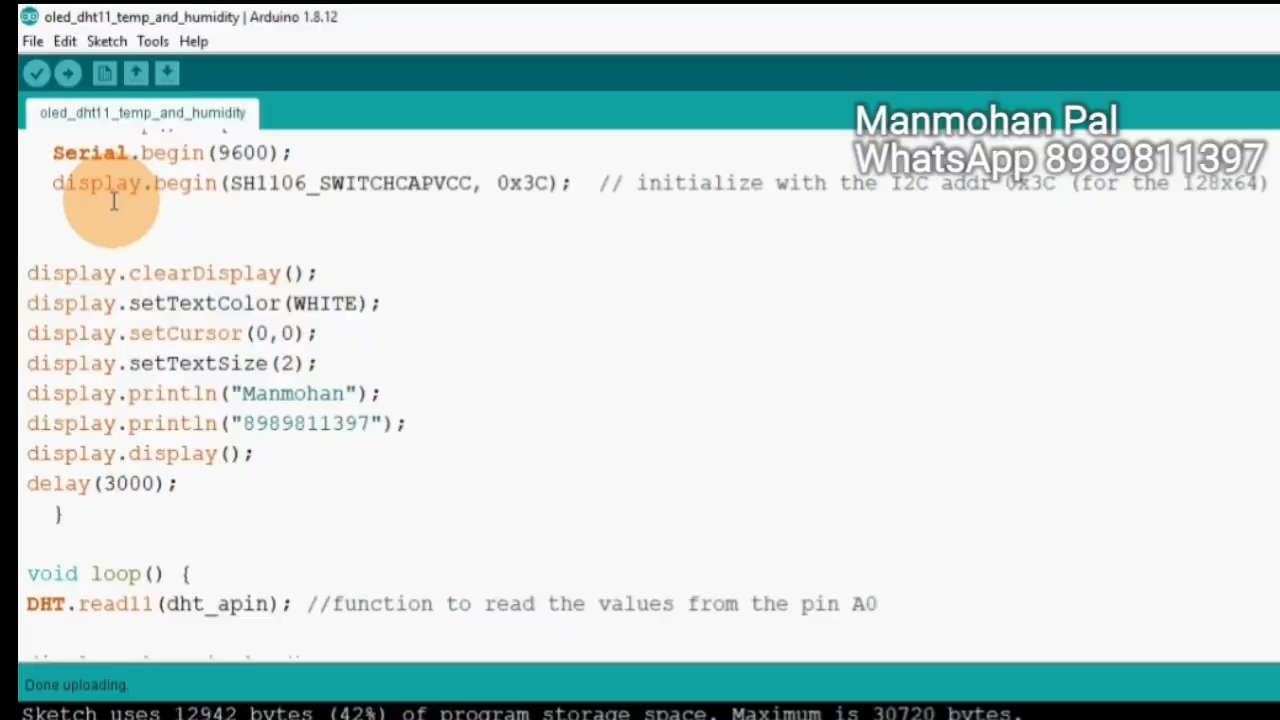 oled_dht11_temp_and_humidity | Arduino 1.8.12
File Edit Sketch Tools Help
oled_dht11_temp_and_humidity
Manmohan Pal
WhatsApp 8989811397
Serial.begin(9600);
display.begin(SH1106_SWITCHCAPVCC, 0x3C); // initialize with the I2C addr 0x3C (for the 128x64)
display.clearDisplay();
display.setTextColor(WHITE);
display.setCursor(0,0);
display.setTextSize(2);
display.println("Manmohan");
display.println("8989811397");
display.display();
delay(3000);
}
void loop() {
DHT.read11(dht_apin); //function to read the values from the pin A0
Done uploading.
Sketch uses 12942 bytes (42%) of program storage space. Maximum is 30720 bytes.